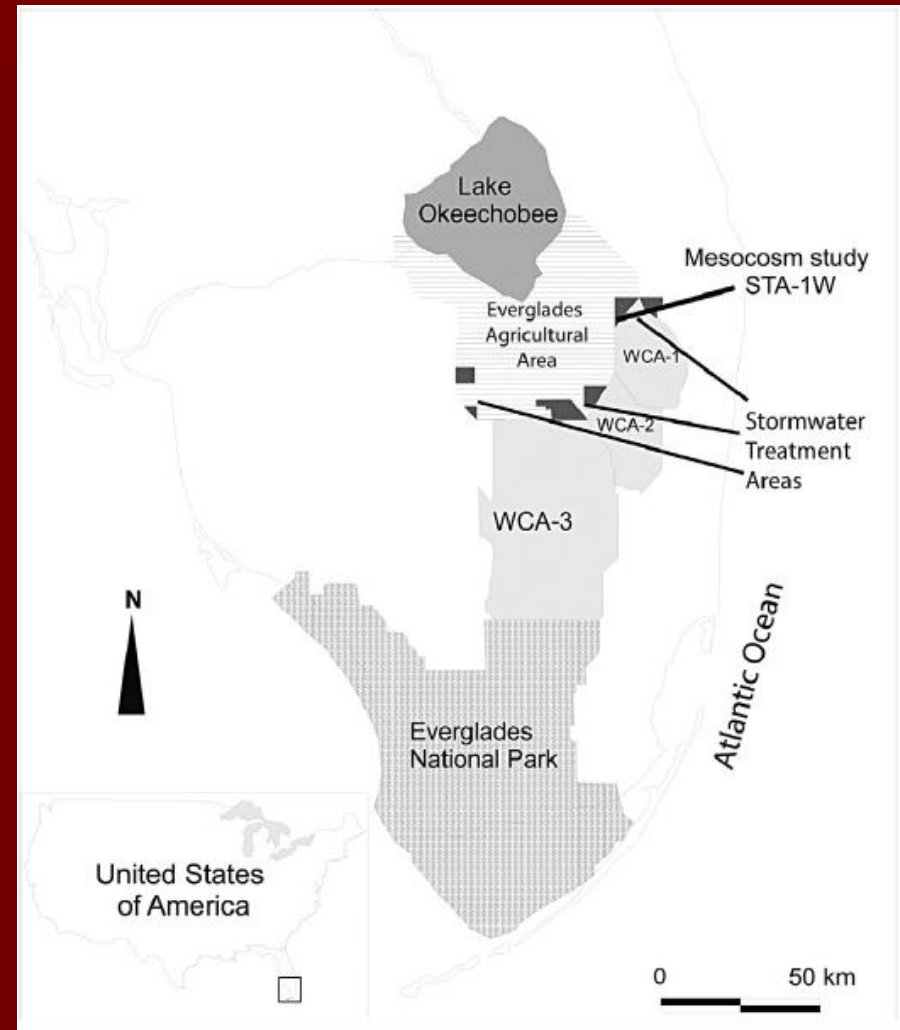 Lake
Okeechobee
Mesocosm study
STA-1W
Everglades
Agricultural
Area
WCA-1
WCA-2
Stormwater
Treatment
Areas
WCA-3
N
Atlantic Ocean
Everglades
National Park
United States
of America
0 50 km